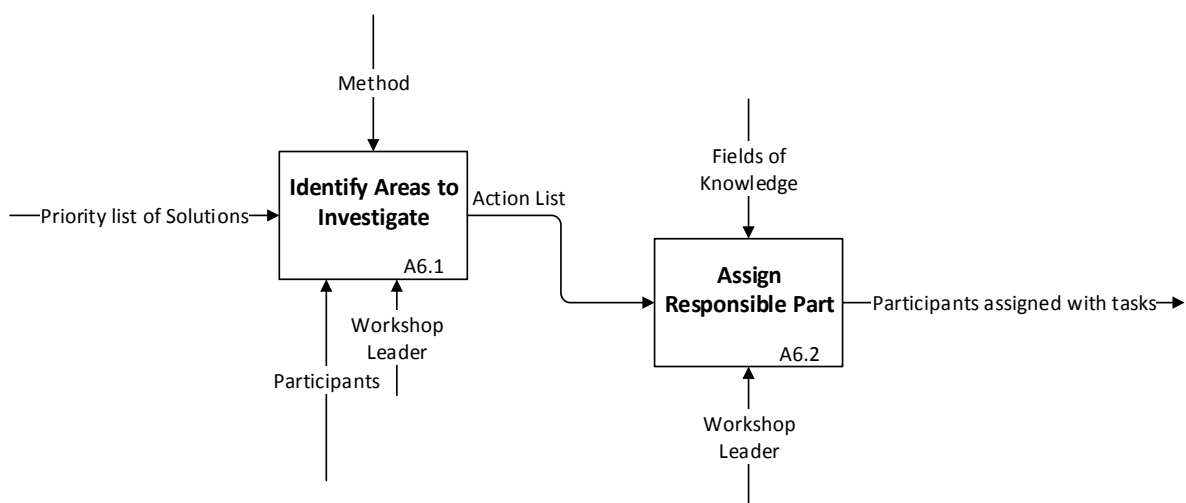 Method
Identify Areas to
Investigate
A6.1
Priority list of Solutions
Action List
Participants
Workshop
Leader
Fields of
Knowledge
Assign
Responsible Part
A6.2
Participants assigned with tasks
Workshop
Leader